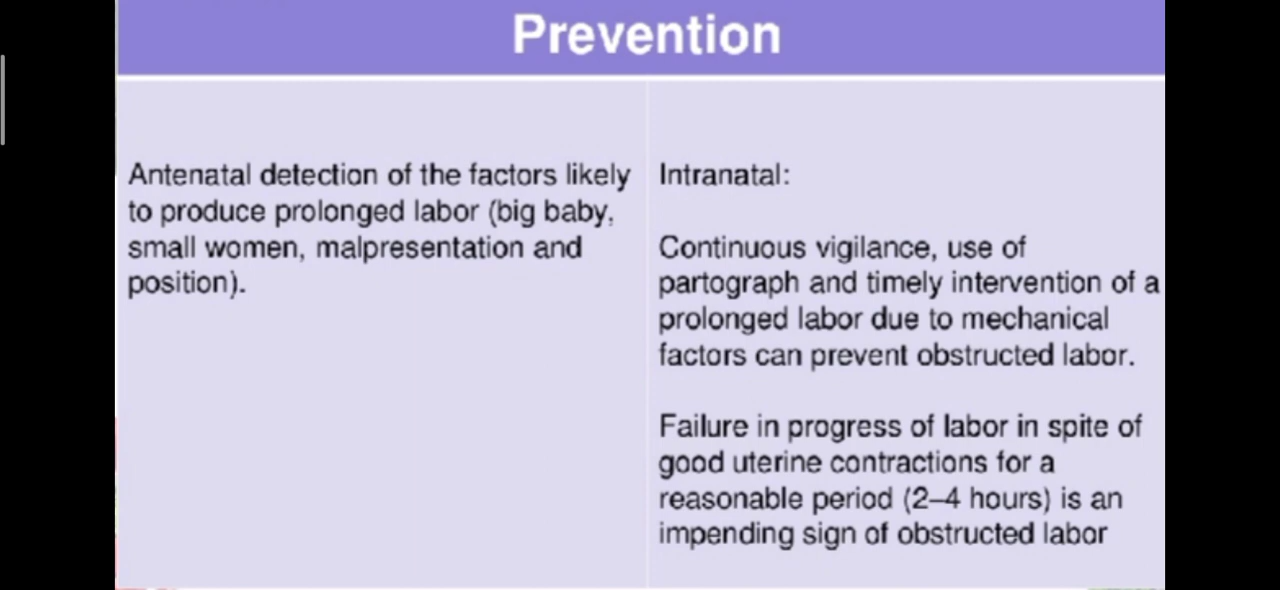 Prevention
Antenatal detection of the factors likely
to produce prolonged labor (big baby,
small women, malpresentation and
position).
Intranatal:
Continuous vigilance, use of
partograph and timely intervention of a
prolonged labor due to mechanical
factors can prevent obstructed labor.
Failure in progress of labor in spite of
good uterine contractions for a
reasonable period (2–4 hours) is an
impending sign of obstructed labor